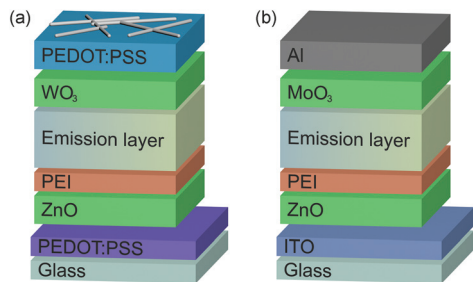 (a)
PEDOT:PSS
WO₃
Emission layer
PEI
ZnO
PEDOT:PSS
Glass
(b)
Al
MoO₃
Emission layer
PEI
ZnO
ITO
Glass